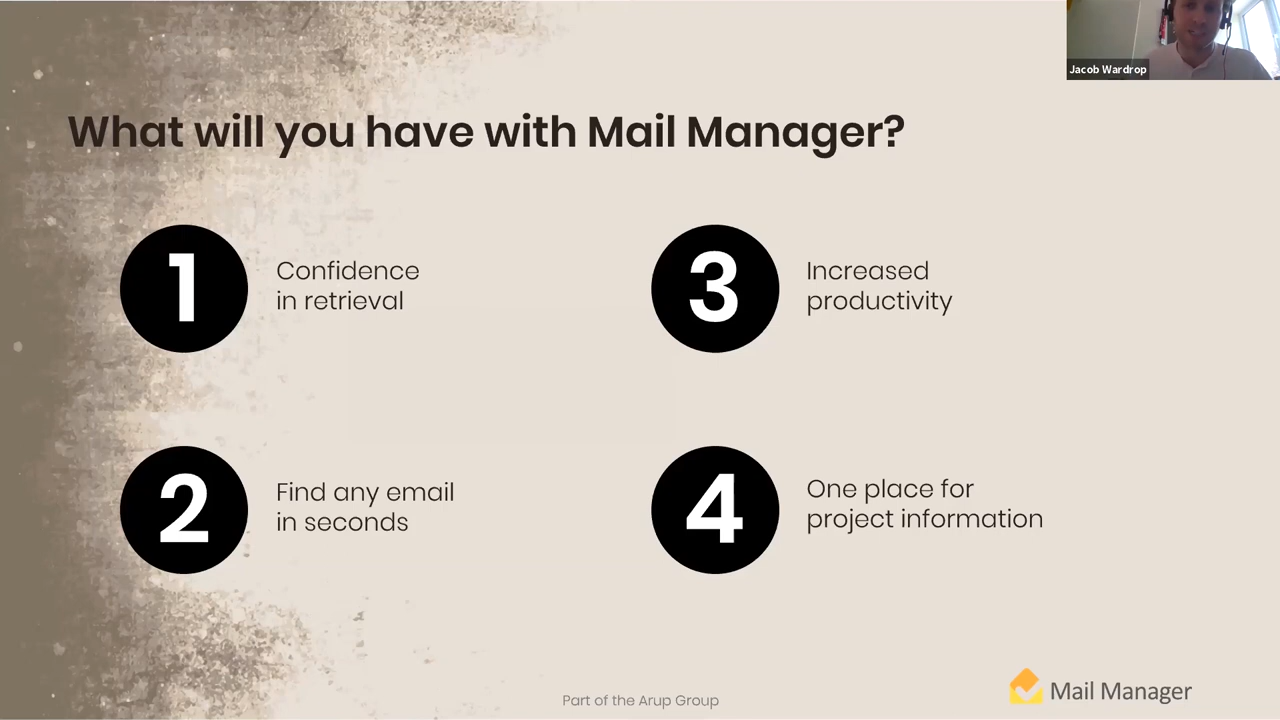 Jacob Wardrop
What will you have with Mail Manager?
1
Confidence
in retrieval
2
Find any email
in seconds
3
Increased
productivity
4
One place for
project information
Part of the Arup Group
Mail Manager